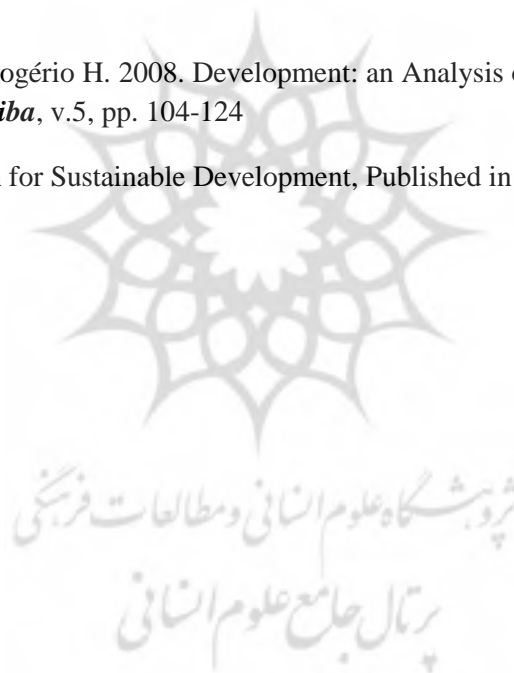 ogério H. 2008. Development: an Analysis
iba, v.5, pp. 104-124
for Sustainable Development, Published in
پژوهشگاه علوم انسانی و مطالعات فرهنگی
پرتال جامع علوم انسانی